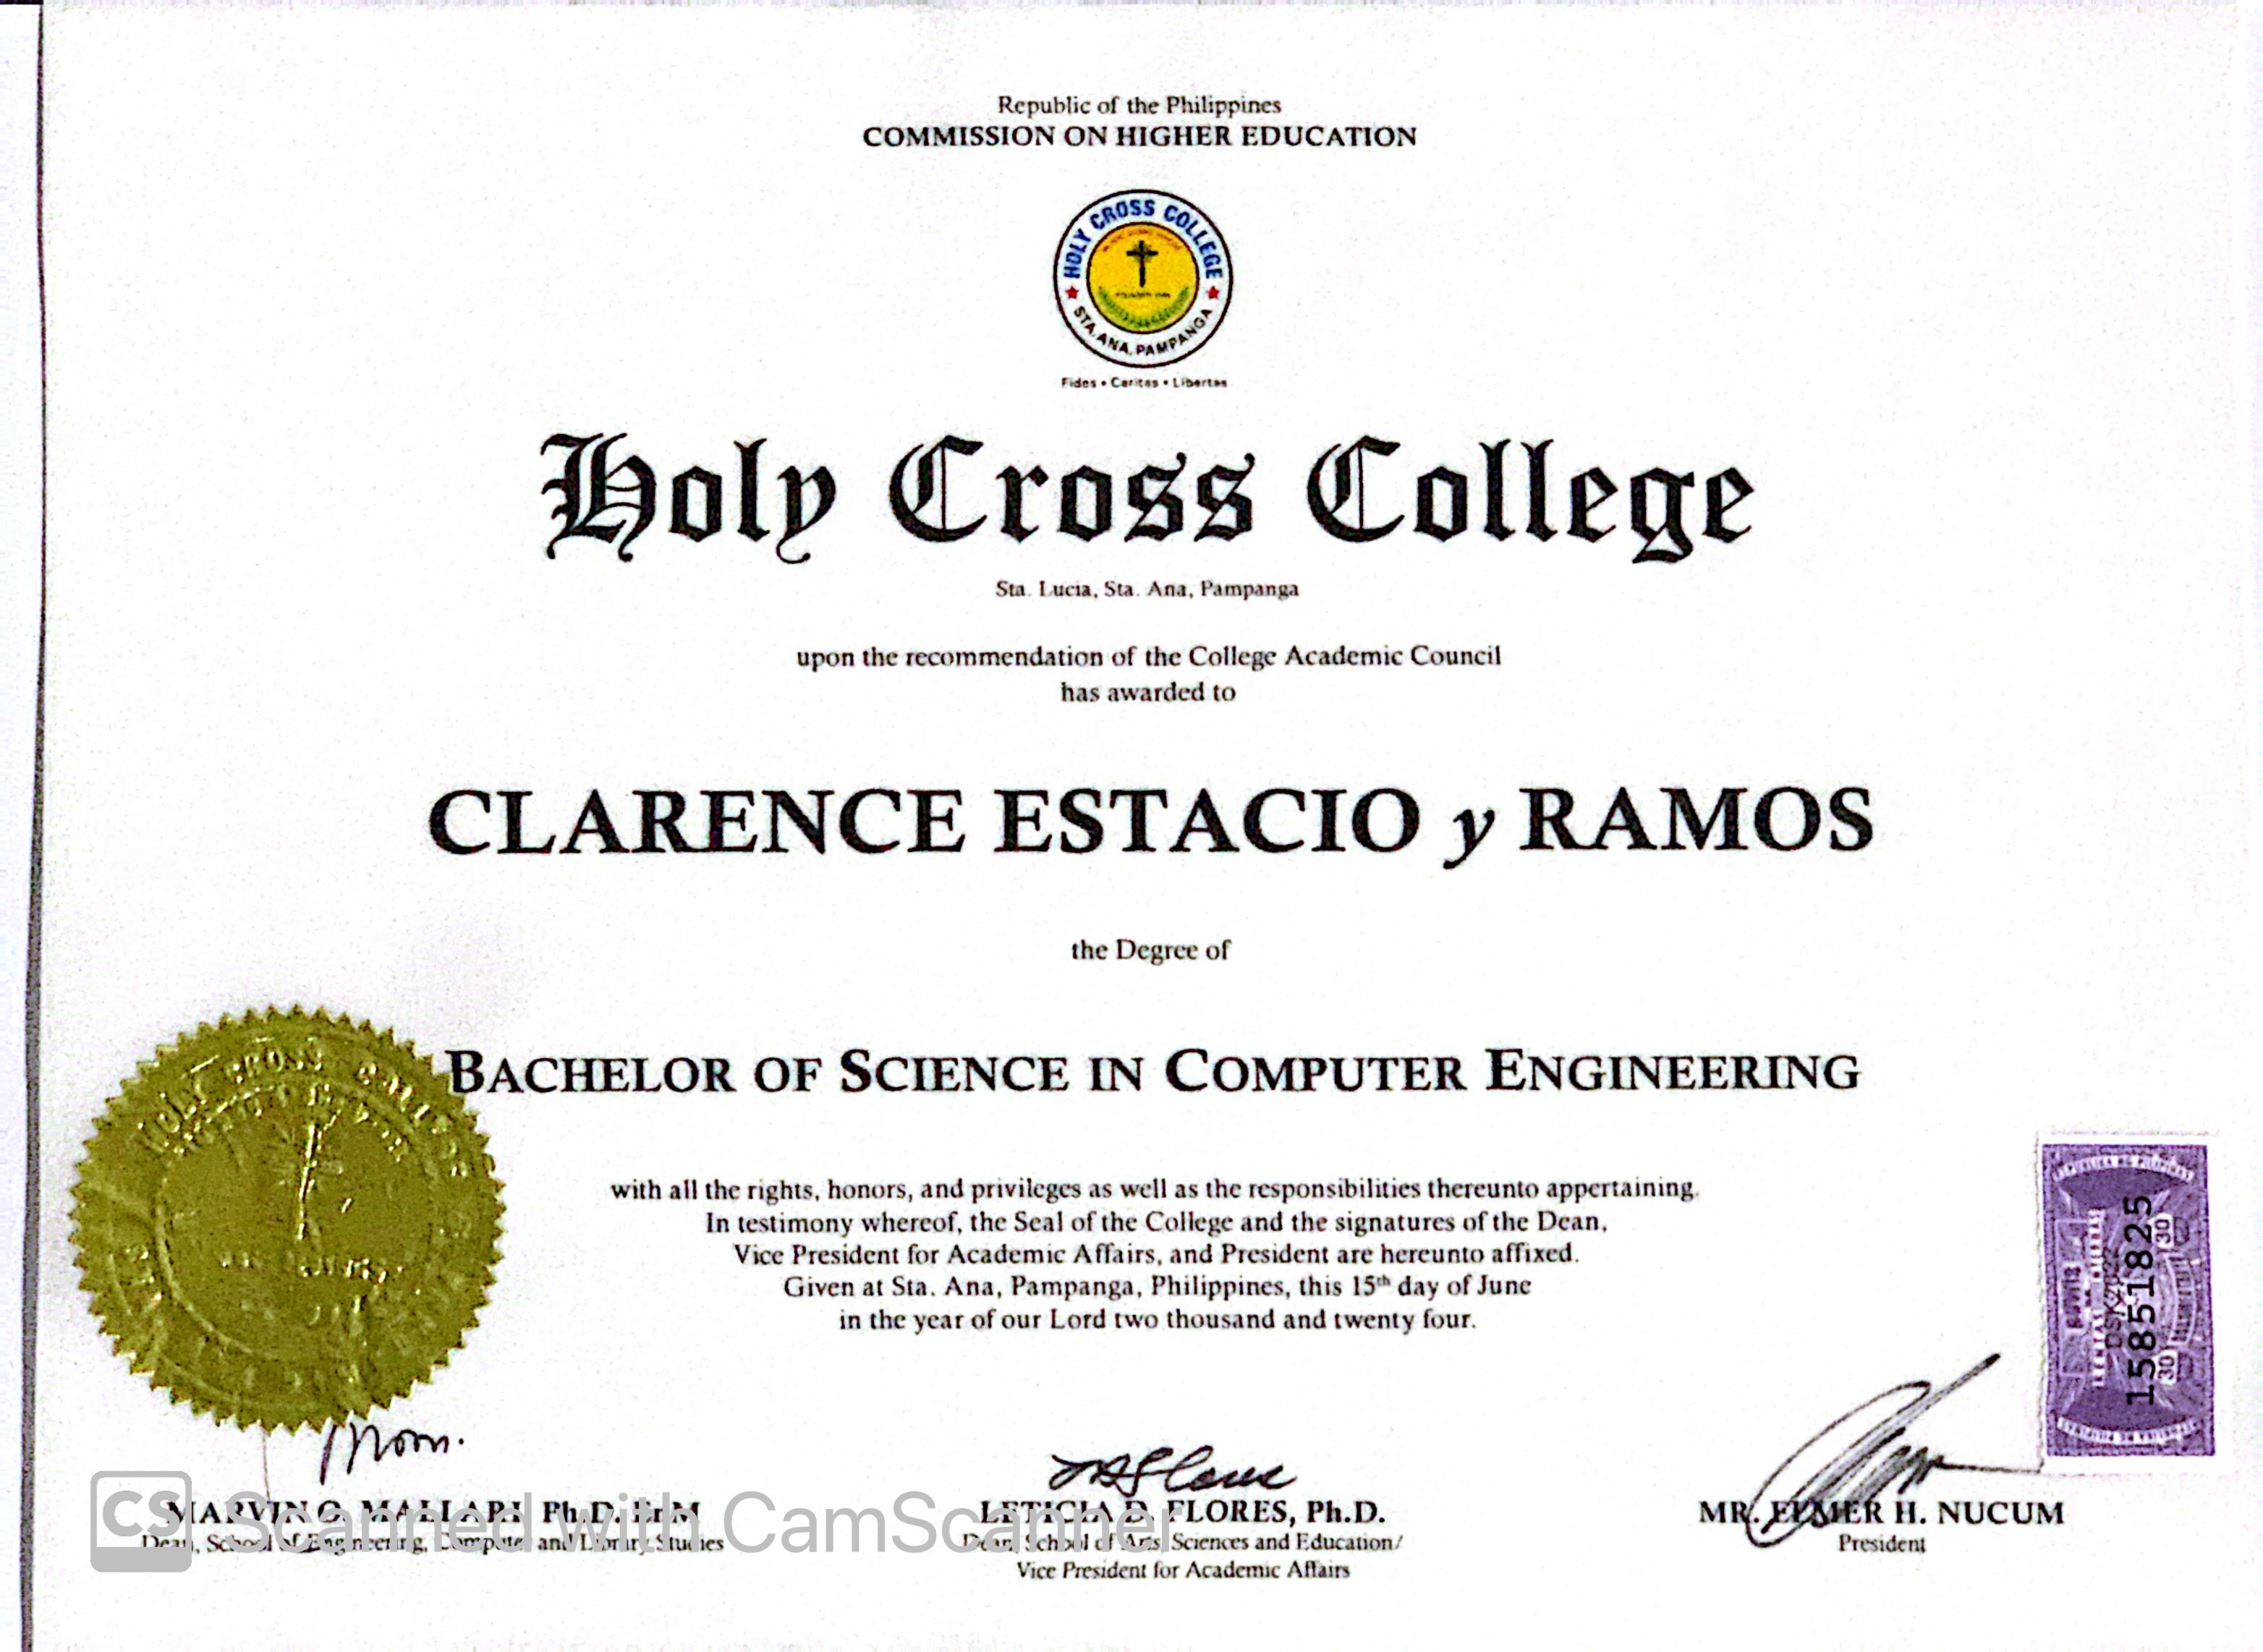 Republic of the Philippines
COMMISSION ON HIGHER EDUCATION
HOLY CROSS COLLEGE
STA. ANA, PAMPANGA
Fides • Caritas • Libertas
Holy Cross College
Sta. Lucia, Sta. Ana, Pampanga
upon the recommendation of the College Academic Council
has awarded to
CLARENCE ESTACIO y RAMOS
the Degree of
BACHELOR OF SCIENCE IN COMPUTER ENGINEERING
HOLY CROSS COLLEGE
with all the rights, honors, and privileges as well as the responsibilities thereunto appertaining.
In testimony whereof, the Seal of the College and the signatures of the Dean,
Vice President for Academic Affairs, and President are hereunto affixed.
Given at Sta. Ana, Pampanga, Philippines, this 15th day of June
in the year of our Lord two thousand and twenty four.
158518825
30 30
MARVIN O. MALLARI, Ph.D. ErM
Dean, School of Engineering, Computer and Library Studies
LETICIA D. FLORES, Ph.D.
Dean, School of Arts, Sciences and Education/
Vice President for Academic Affairs
MR. ELMER H. NUCUM
President
CS Scanned with CamScanner